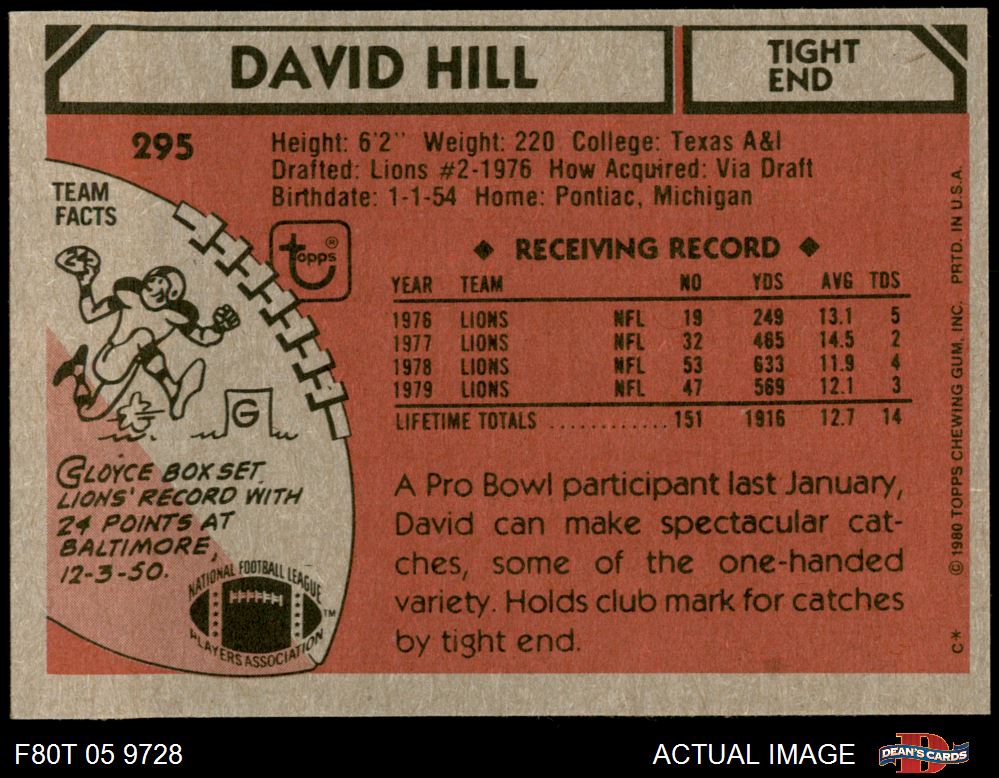 DAVID HILL
TIGHT
END
295
Height: 6'2" Weight: 220 College: Texas A&I
Drafted: Lions #2-1976 How Acquired: Via Draft
Birthdate: 1-1-54 Home: Pontiac, Michigan
TEAM
FACTS
24
G
GLOYCE BOX SET
LIONS' RECORD WITH
24 POINTS AT
BALTIMORE,
12-3-50.
NATIONAL FOOTBALL LEAGUE
PLAYERS ASSOCIATION
™
topps ®
◆ RECEIVING RECORD ◆
YEAR TEAM NO YDS AVG TDS
1976 LIONS NFL 19 249 13.1 5
1977 LIONS NFL 32 465 14.5 2
1978 LIONS NFL 53 633 11.9 4
1979 LIONS NFL 47 569 12.1 3
LIFETIME TOTALS ............ 151 1916 12.7 14
A Pro Bowl participant last January,
David can make spectacular cat-
ches, some of the one-handed
variety. Holds club mark for catches
by tight end.
C* © 1980 TOPPS CHEWING GUM, INC. PRTD. IN U.S.A.
F80T 05 9728
ACTUAL IMAGE
D
DEAN'S CARDS